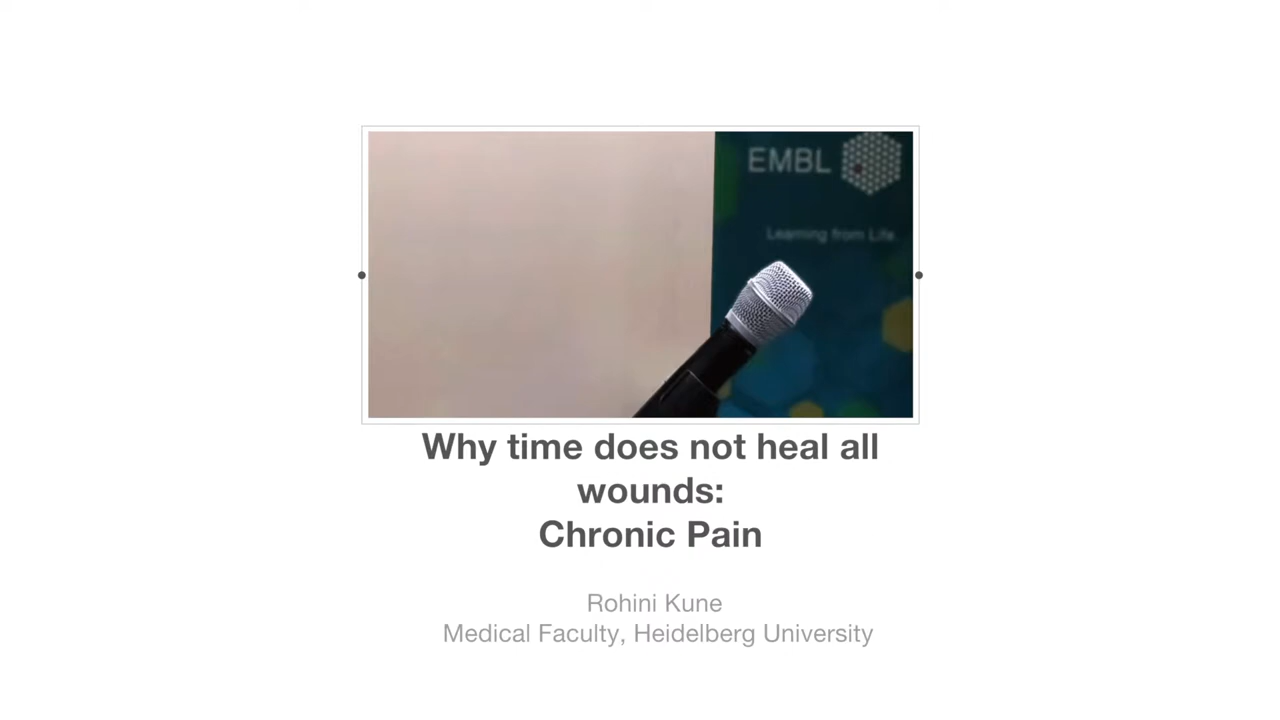 EMBL
Learning from Life.
Why time does not heal all
wounds:
Chronic Pain
Rohini Kune
Medical Faculty, Heidelberg University